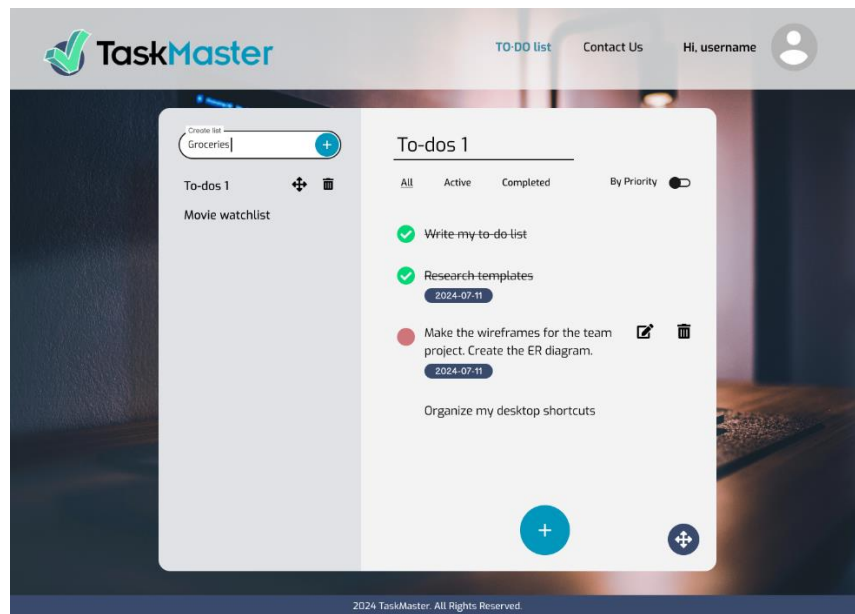 TaskMaster
TO-DO list
Contact Us
Hi, username
Create list
Groceries
+
To-dos 1
Movie watchlist
To-dos 1
All
Active
Completed
By Priority
Write my to do list
Research templates
2024-07-11
Make the wireframes for the team
project. Create the ER diagram.
2024-07-11
Organize my desktop shortcuts
+
2024 TaskMaster. All Rights Reserved.